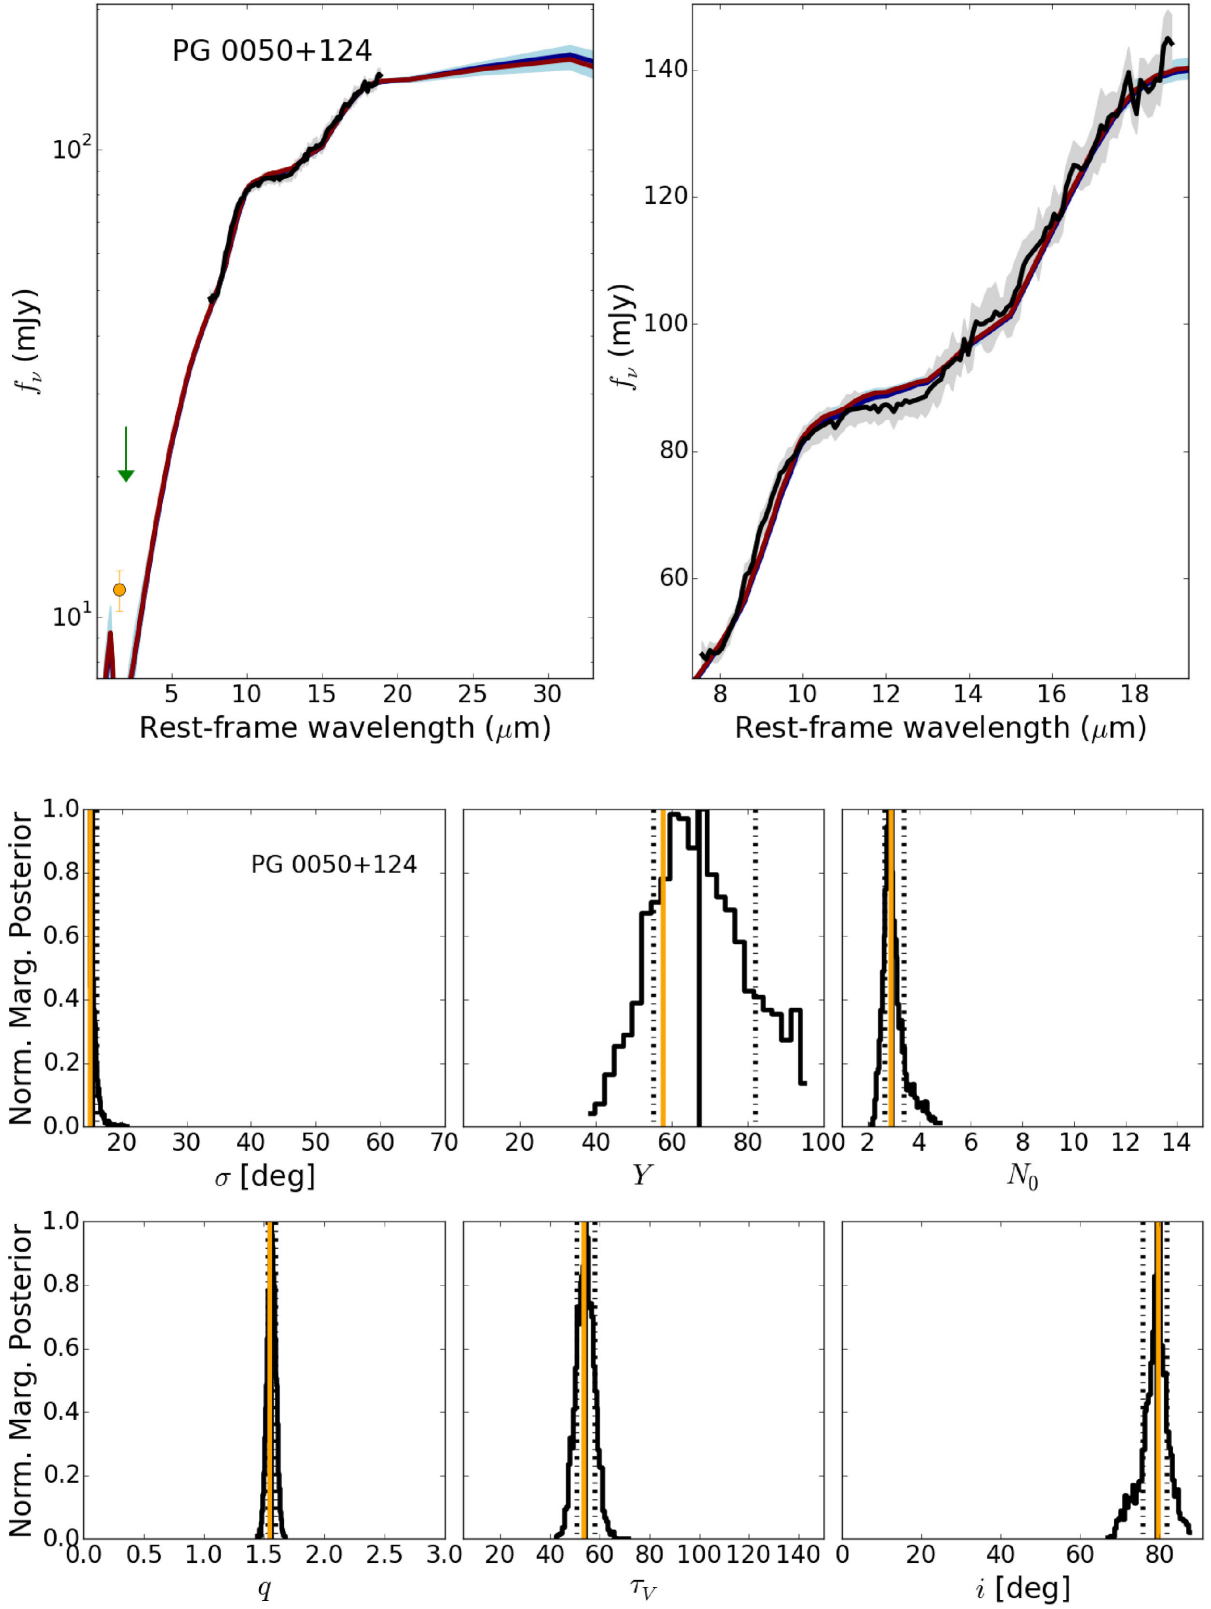 PG 0050+124
10²
10¹
f_ν (mJy)
5 10 15 20 25 30
Rest-frame wavelength (μm)
140
120
100
80
60
f_ν (mJy)
8 10 12 14 16 18
Rest-frame wavelength (μm)
Norm. Marg. Posterior
1.0
0.8
0.6
0.4
0.2
0.0
PG 0050+124
20 30 40 50 60 70
σ [deg]
20 40 60 80 100
Y
2 4 6 8 10 12 14
N₀
Norm. Marg. Posterior
1.0
0.8
0.6
0.4
0.2
0.0
0.0 0.5 1.0 1.5 2.0 2.5 3.0
q
20 40 60 80 100 120 140
τ_V
0 20 40 60 80
i [deg]